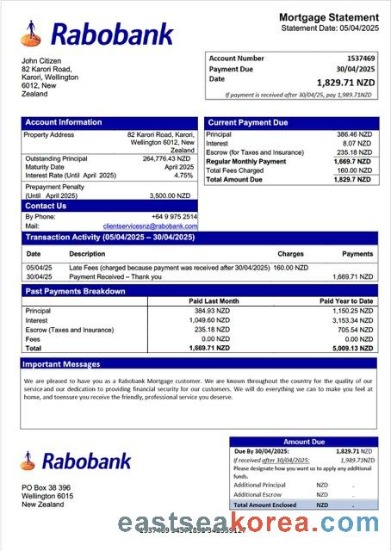 Rabobank
Mortgage Statement
Statement Date: 05/04/2025
John Citizen
82 Karori Road,
Karori, Wellington
6012, New
Zealand
Account Number 1537469
Payment Due 30/04/2025
Date 1,829.71 NZD
If payment is received after 30/04/25, pay 1,989.71NZD
Account Information
Property Address 82 Karori Road, Karori,
Wellington 6012, New
Zealand
Outstanding Principal 264,776.43 NZD
Maturity Date April 2025
Interest Rate (Until April 2025) 4.75%
Prepayment Penalty
(Until April 2025) 3,500.00 NZD
Contact Us
By Phone: +64 9 975 2514
Mail: clientservicesnz@rabobank.com
Current Payment Due
Principal 386.46 NZD
Interest 8.07 NZD
Escrow (for Taxes and Insurance) 235.18 NZD
Regular Monthly Payment 1,669.7 NZD
Total Fees Charged 160.00 NZD
Total Amount Due 1,829.7 NZD
Transaction Activity (05/04/2025 – 30/04/2025)
Date Description Charges Payments
05/04/25 Late Fees (charged because payment was received after 30/04/2025) 160.00 NZD
30/04/25 Payment Received – Thank you 1,669.71 NZD
Past Payments Breakdown
Paid Last Month Paid Year to Date
Principal 384.93 NZD 1,150.25 NZD
Interest 1,049.60 NZD 3,153.34 NZD
Escrow (Taxes and Insurance) 235.18 NZD 705.54 NZD
Fees 0.00 NZD 0.00 NZD
Total 1,669.71 NZD 5,009.13 NZD
Important Messages
We are pleased to have you as a Rabobank Mortgage customer. We are known throughout the country for the quality of our
service and our dedication to providing financial security for our customers. We will do everything we can to make you feel at
home, and toensure you receive the friendly, professional service you deserve.
Rabobank
PO Box 38 396
Wellington 6015
New Zealand
Amount Due
Due By 30/04/2025: 1,829.71 NZD
If received after 30/04/2025: 1,989.71NZD
Please designate how you want us to apply any additional
funds.
Additional Principal NZD .
Additional Escrow NZD .
Total Amount Enclosed NZD .
eastseakorea.com